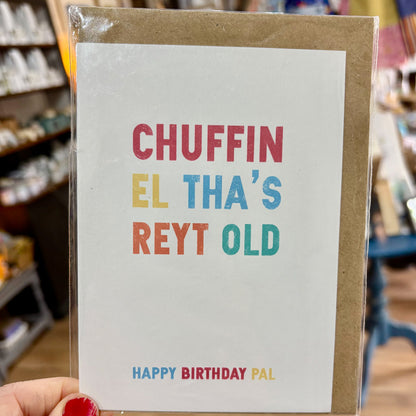 CHUFFIN
EL THA'S
REYT OLD
HAPPY BIRTHDAY PAL